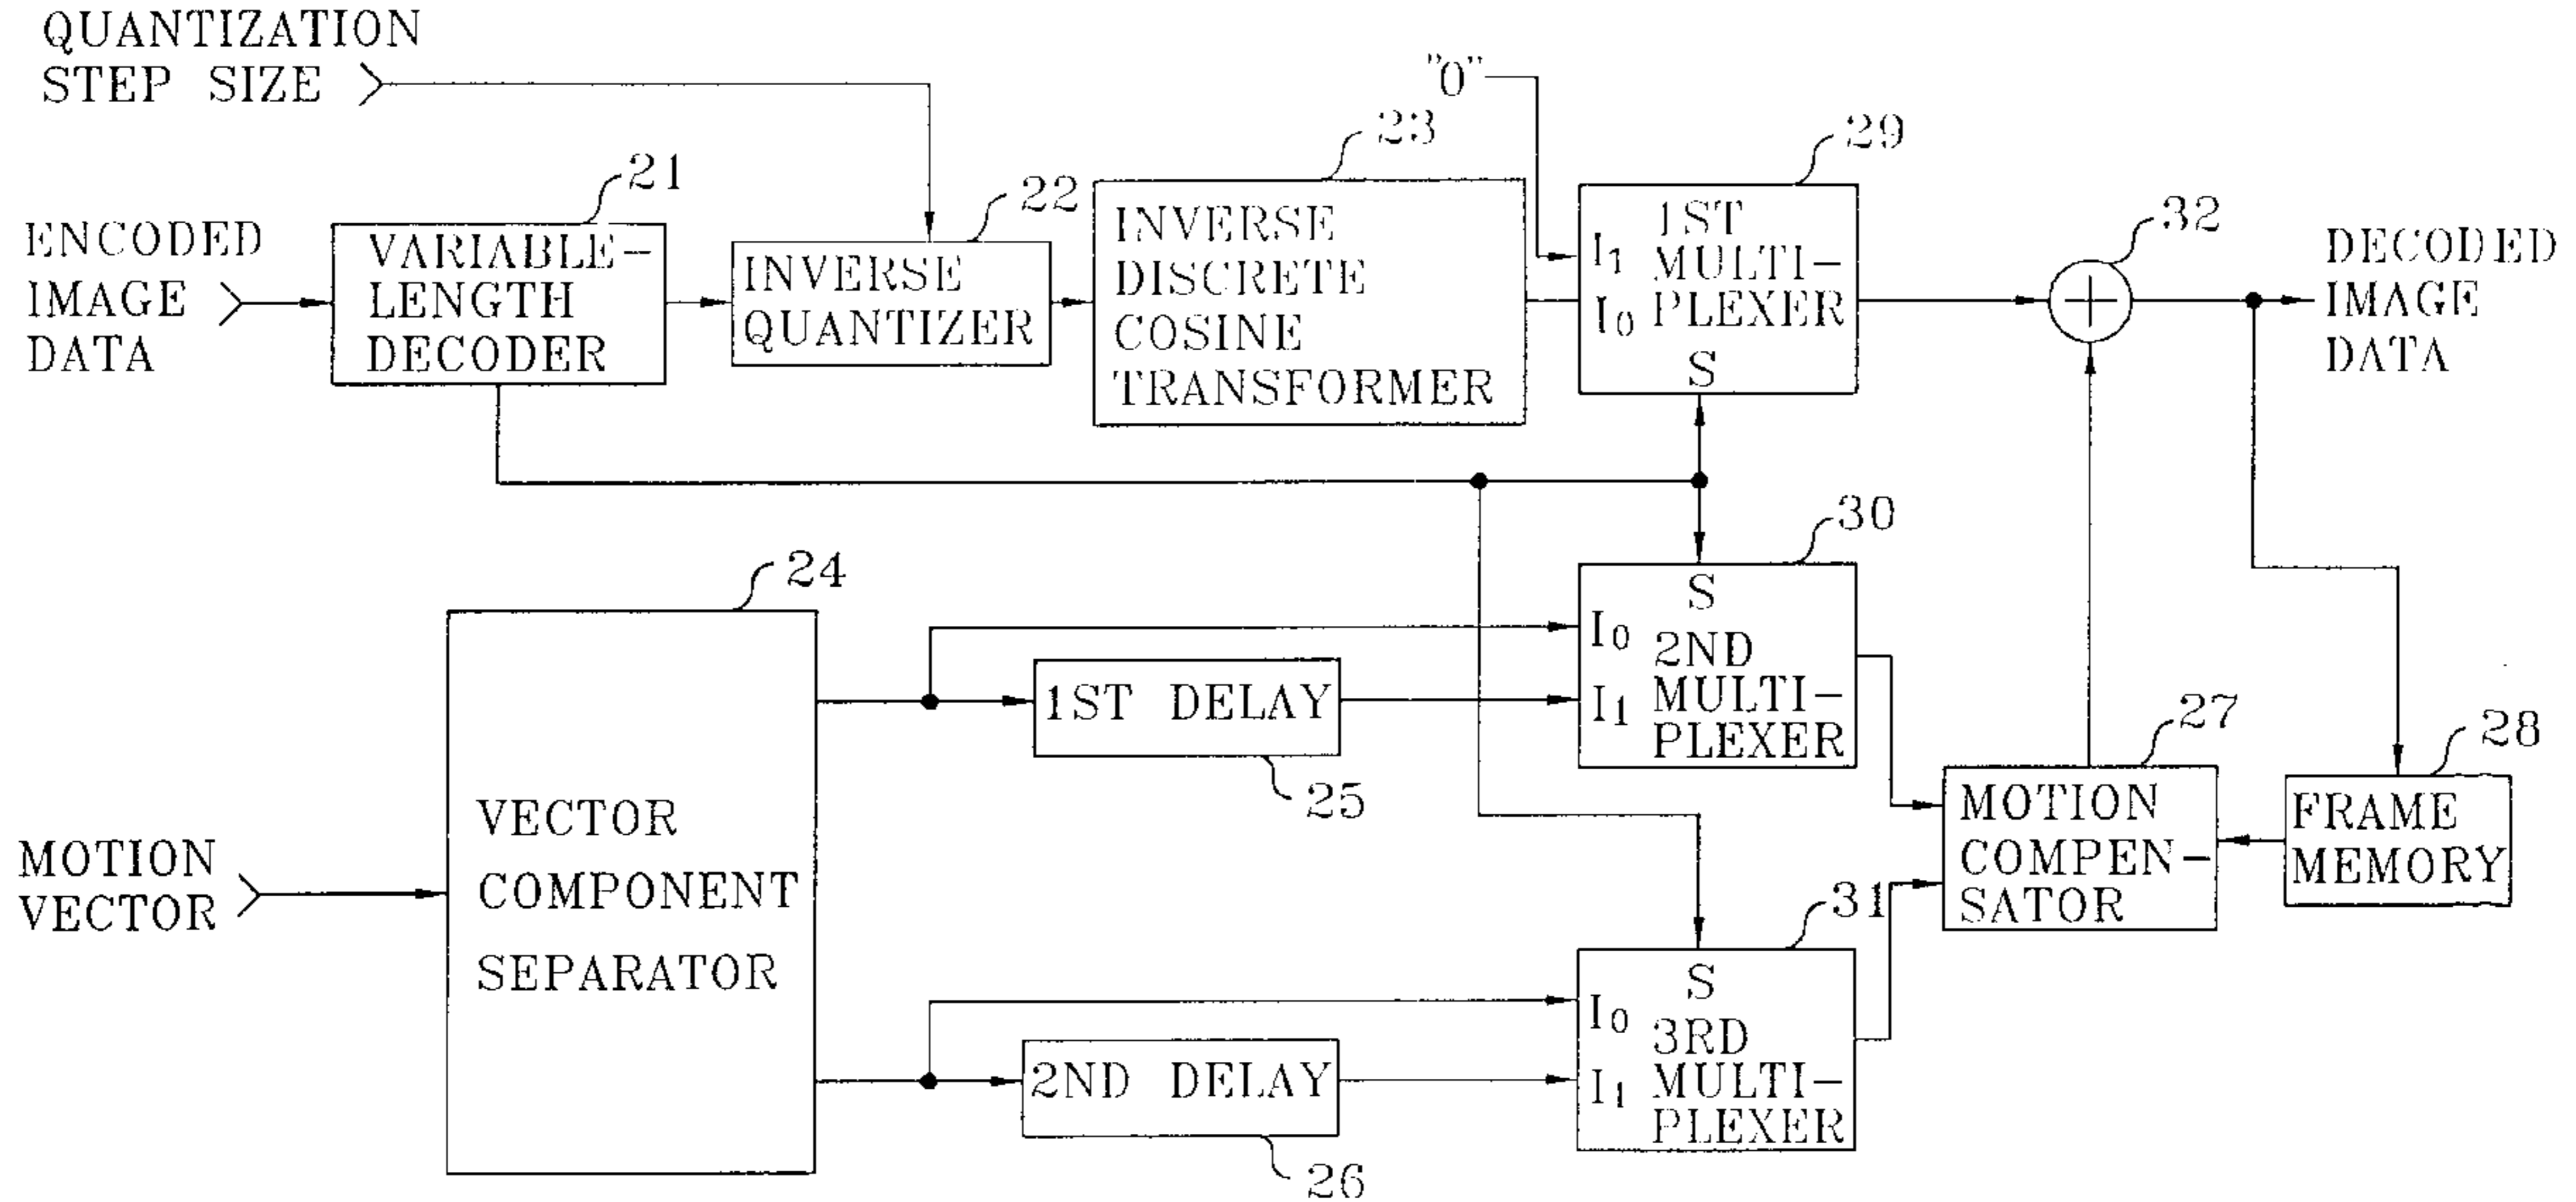 QUANTIZATION
STEP SIZE
"0"
23
29
21
22
32
ENCODED
IMAGE
DATA
VARIABLE-
LENGTH
DECODER
INVERSE
QUANTIZER
INVERSE
DISCRETE
COSINE
TRANSFORMER
I1
I0
1ST
MULTI-
PLEXER
S
DECODED
IMAGE
DATA
30
24
S
I0
I1
2ND
MULTI-
PLEXER
1ST DELAY
25
27
28
MOTION
VECTOR
VECTOR
COMPONENT
SEPARATOR
MOTION
COMPEN-
SATOR
FRAME
MEMORY
31
S
I0
I1
3RD
MULTI-
PLEXER
2ND DELAY
26